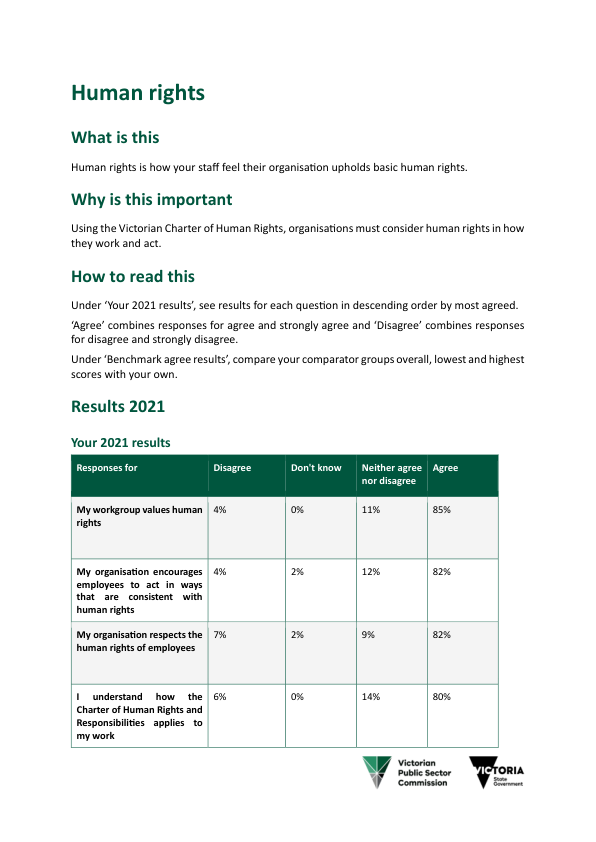 Human rights
What is this
Human rights is how your staff feel their organisation upholds basic human rights.
Why is this important
Using the Victorian Charter of Human Rights, organisations must consider human rights in how
they work and act.
How to read this
Under ‘Your 2021 results’, see results for each question in descending order by most agreed.
‘Agree’ combines responses for agree and strongly agree and ‘Disagree’ combines responses
for disagree and strongly disagree.
Under ‘Benchmark agree results’, compare your comparator groups overall, lowest and highest
scores with your own.
Results 2021
Your 2021 results
Responses for Disagree Don't know Neither agree Agree
nor disagree
My workgroup values human 4% 0% 11% 85%
rights
My organisation encourages 4% 2% 12% 82%
employees to act in ways
that are consistent with
human rights
My organisation respects the 7% 2% 9% 82%
human rights of employees
I understand how the 6% 0% 14% 80%
Charter of Human Rights and
Responsibilities applies to
my work
Victorian
Public Sector
Commission
VICTORIA
State
Government